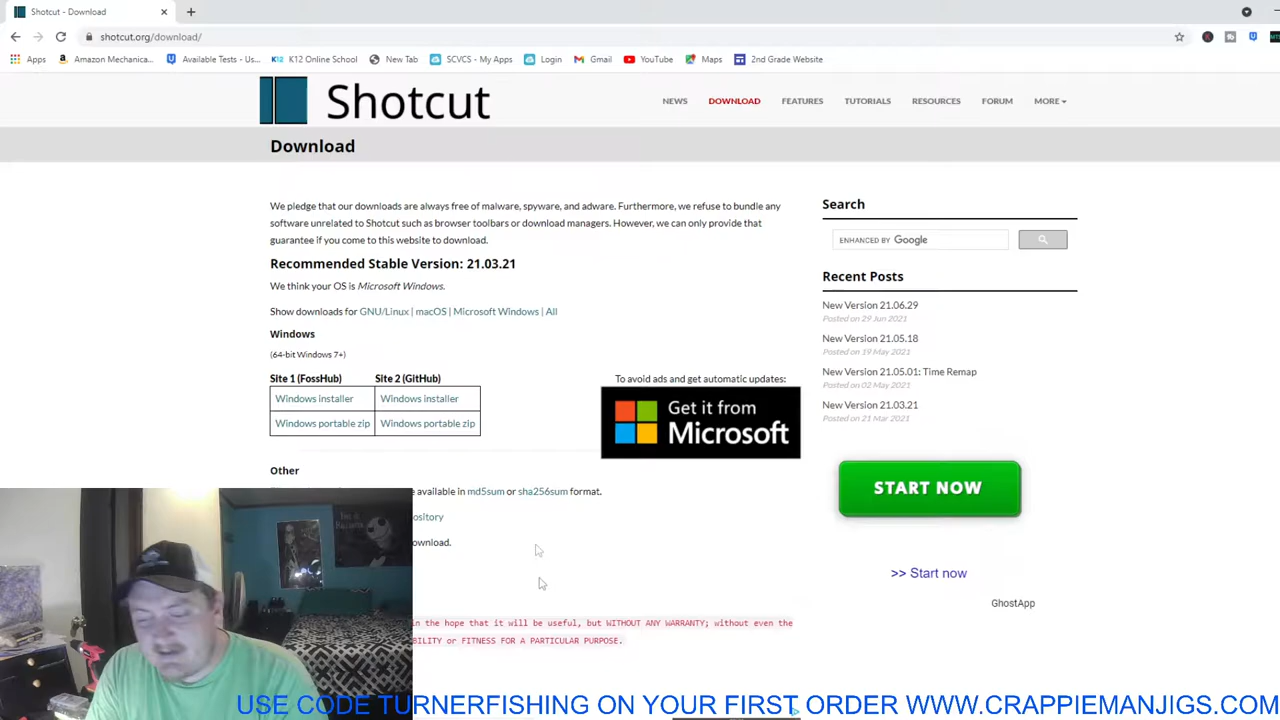 Shotcut - Download
shotcut.org/download/
Apps
Amazon Mechanica...
Available Tests - Us...
K12 Online School
New Tab
SCVCS - My Apps
Login
Gmail
YouTube
Maps
2nd Grade Website
Shotcut
NEWS
DOWNLOAD
FEATURES
TUTORIALS
RESOURCES
FORUM
MORE
Download
We pledge that our downloads are always free of malware, spyware, and adware. Furthermore, we refuse to bundle any
software unrelated to Shotcut such as browser toolbars or download managers. However, we can only provide that
guarantee if you come to this website to download.
Recommended Stable Version: 21.03.21
We think your OS is Microsoft Windows.
Show downloads for GNU/Linux | macOS | Microsoft Windows | All
Windows
(64-bit Windows 7+)
Site 1 (FossHub) Site 2 (GitHub)
Windows installer Windows installer
Windows portable zip Windows portable zip
To avoid ads and get automatic updates:
Get it from
Microsoft
Other
available in md5sum or sha256sum format.
ository
ownload.
in the hope that it will be useful, but WITHOUT ANY WARRANTY; without even the
BILITY or FITNESS FOR A PARTICULAR PURPOSE.
Search
ENHANCED BY Google
Recent Posts
New Version 21.06.29
Posted on 29 Jun 2021
New Version 21.05.18
Posted on 19 May 2021
New Version 21.05.01: Time Remap
Posted on 02 May 2021
New Version 21.03.21
Posted on 21 Mar 2021
START NOW
>> Start now
GhostApp
USE CODE TURNERFISHING ON YOUR FIRST ORDER WWW.CRAPPIEMANJIGS.COM